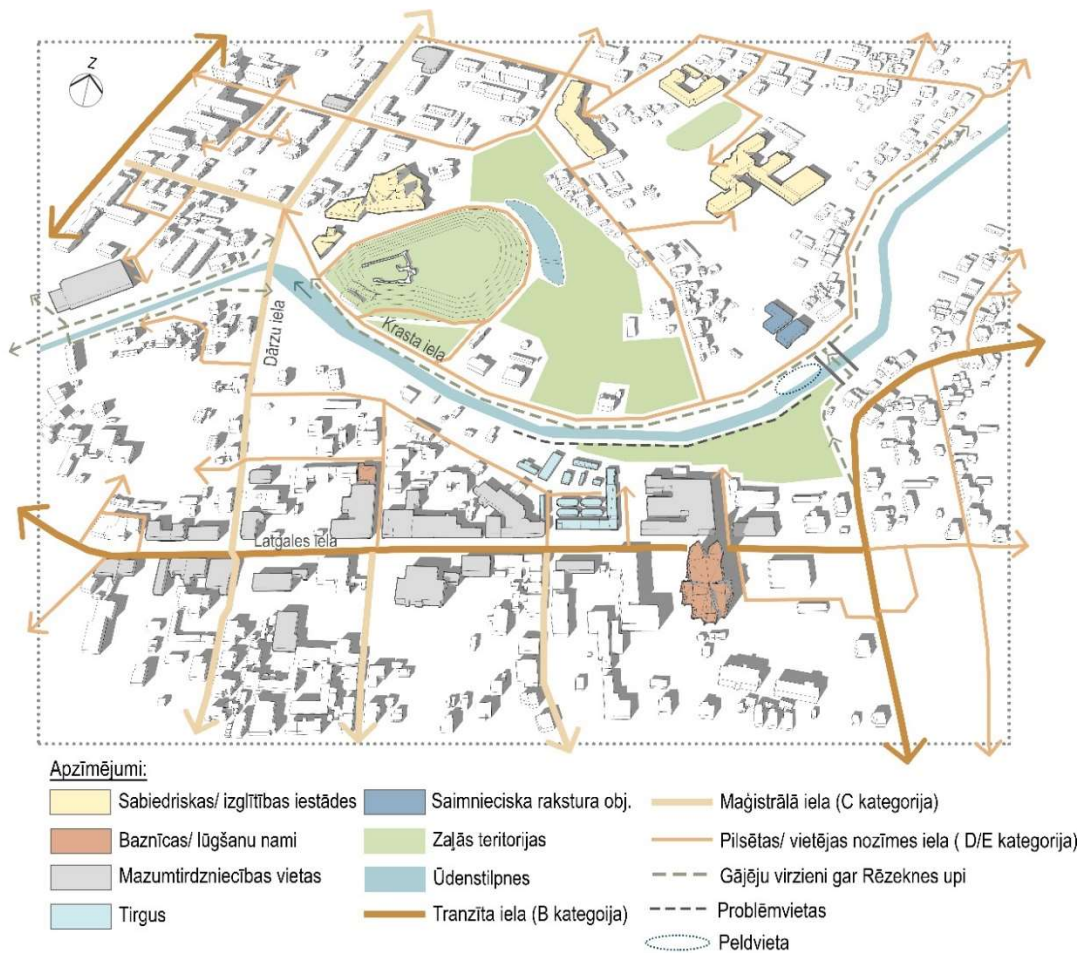 Z
Dārzu iela
Krasta iela
Latgales iela
Apzīmējumi:
Sabiedriskas/ izglītības iestādes
Baznīcas/ lūgšanu nami
Mazumtirdzniecības vietas
Tirgus
Saimnieciska rakstura obj.
Zaļās teritorijas
Ūdenstilpnes
Tranzīta iela (B kategoija)
Maģistrālā iela (C kategorija)
Pilsētas/ vietējas nozīmes iela ( D/E kategorija)
Gājēju virzieni gar Rēzeknes upi
Problēmvietas
Peldvieta